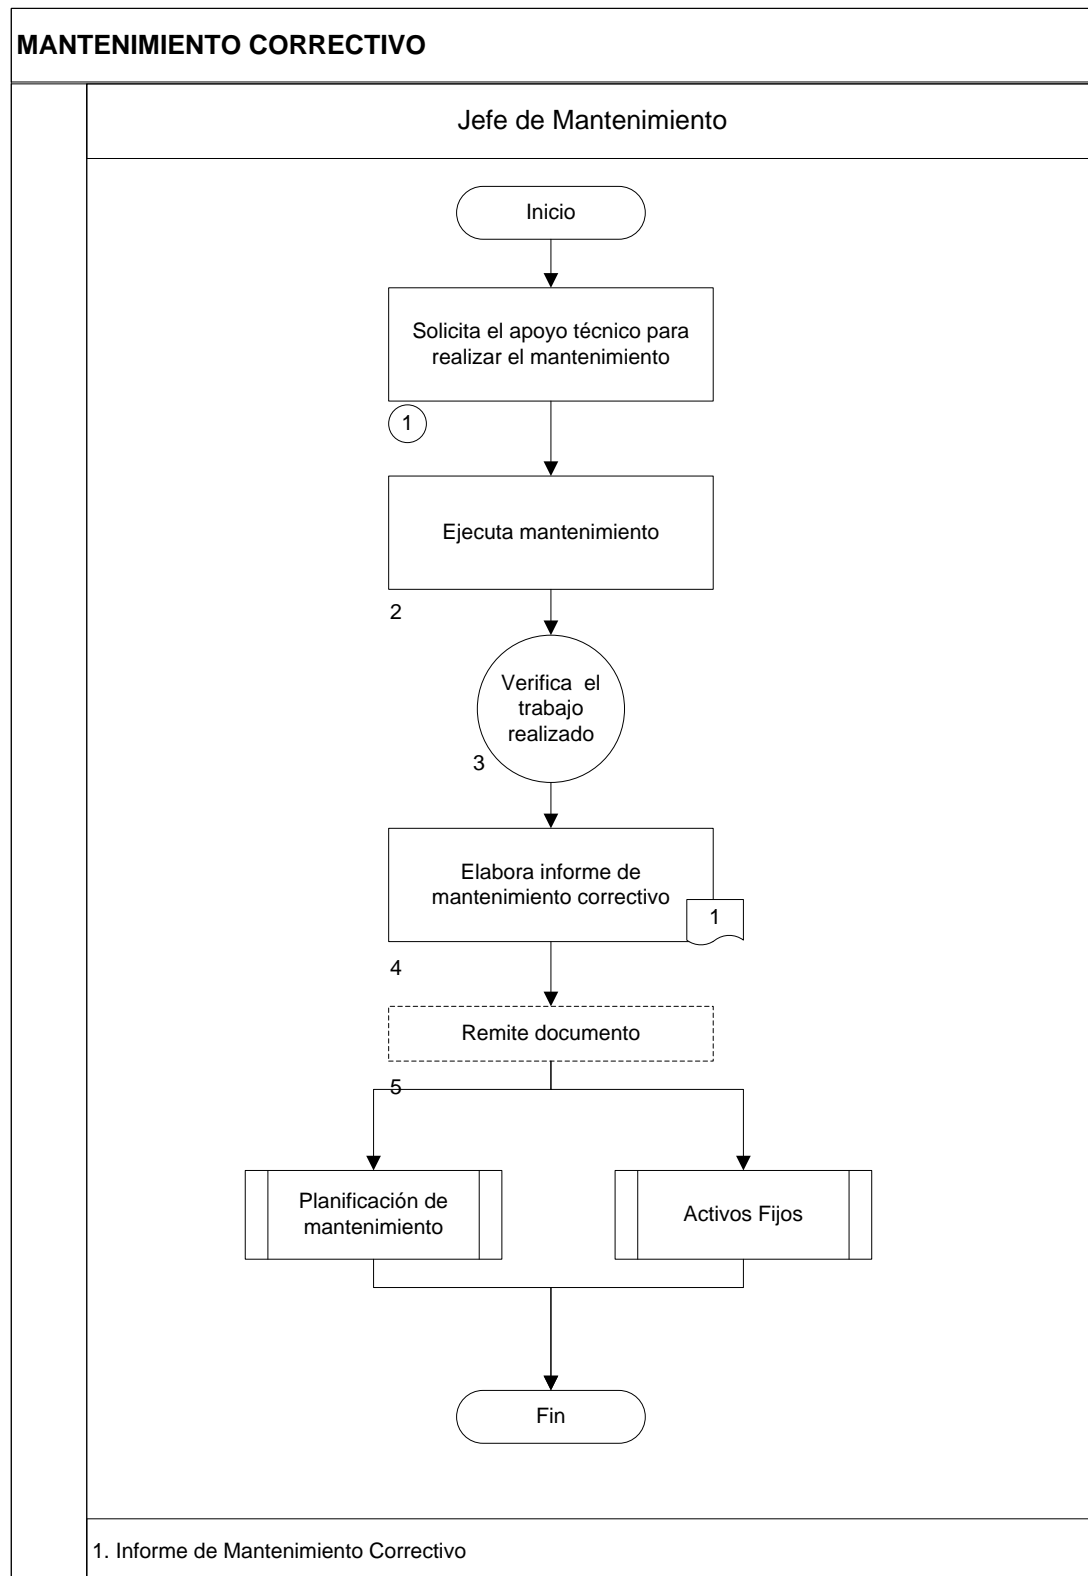 MANTENIMIENTO CORRECTIVO
Jefe de Mantenimiento
Inicio
Solicita el apoyo técnico para
realizar el mantenimiento
1
Ejecuta mantenimiento
2
Verifica el
trabajo
realizado
3
Elabora informe de
mantenimiento correctivo
1
4
Remite documento
5
Planificación de
mantenimiento
Activos Fijos
Fin
1. Informe de Mantenimiento Correctivo